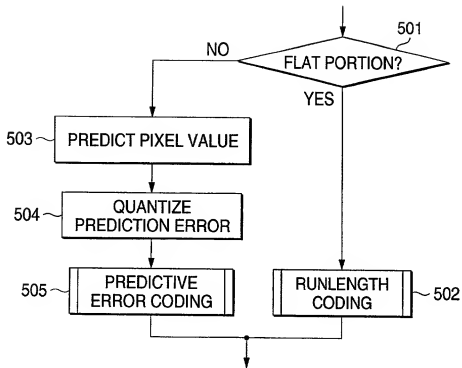 501
NO
FLAT PORTION?
YES
503
PREDICT PIXEL VALUE
504
QUANTIZE
PREDICTION ERROR
505
PREDICTIVE
ERROR CODING
RUNLENGTH
CODING
502